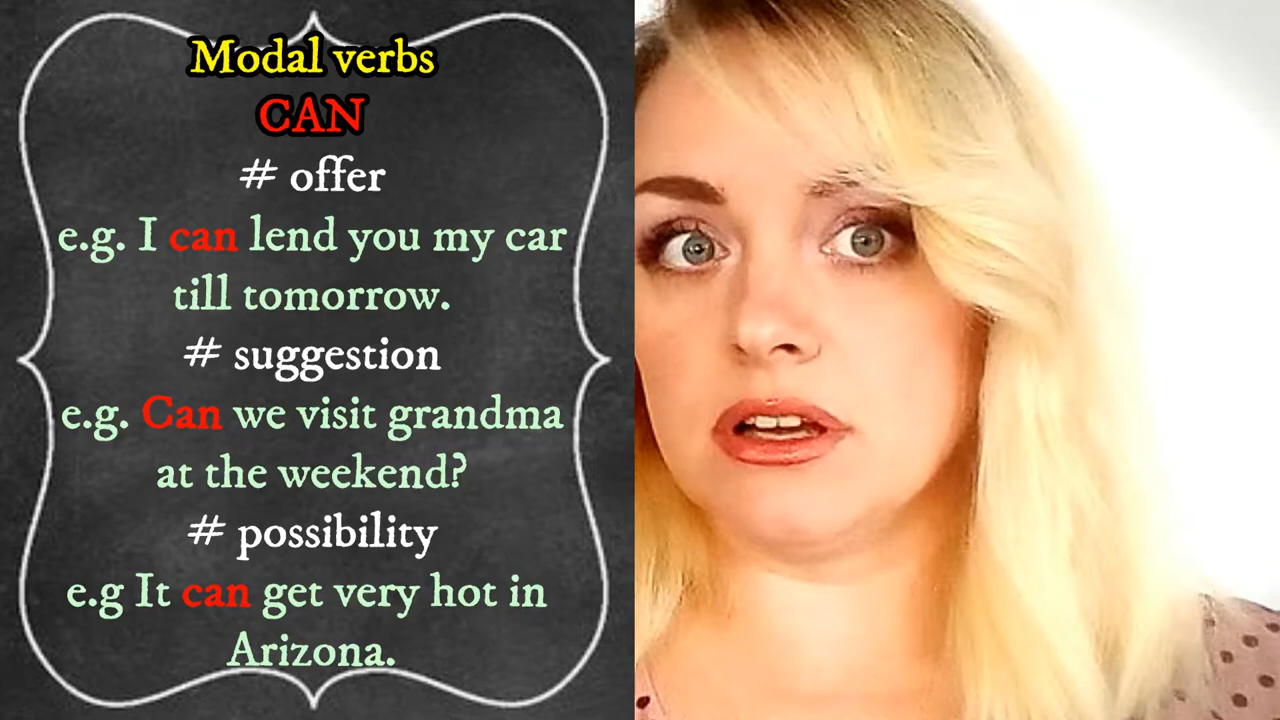 Modal verbs
CAN
# offer
e.g. I can lend you my car
till tomorrow.
# suggestion
e.g. Can we visit grandma
at the weekend?
# possibility
e.g It can get very hot in
Arizona.